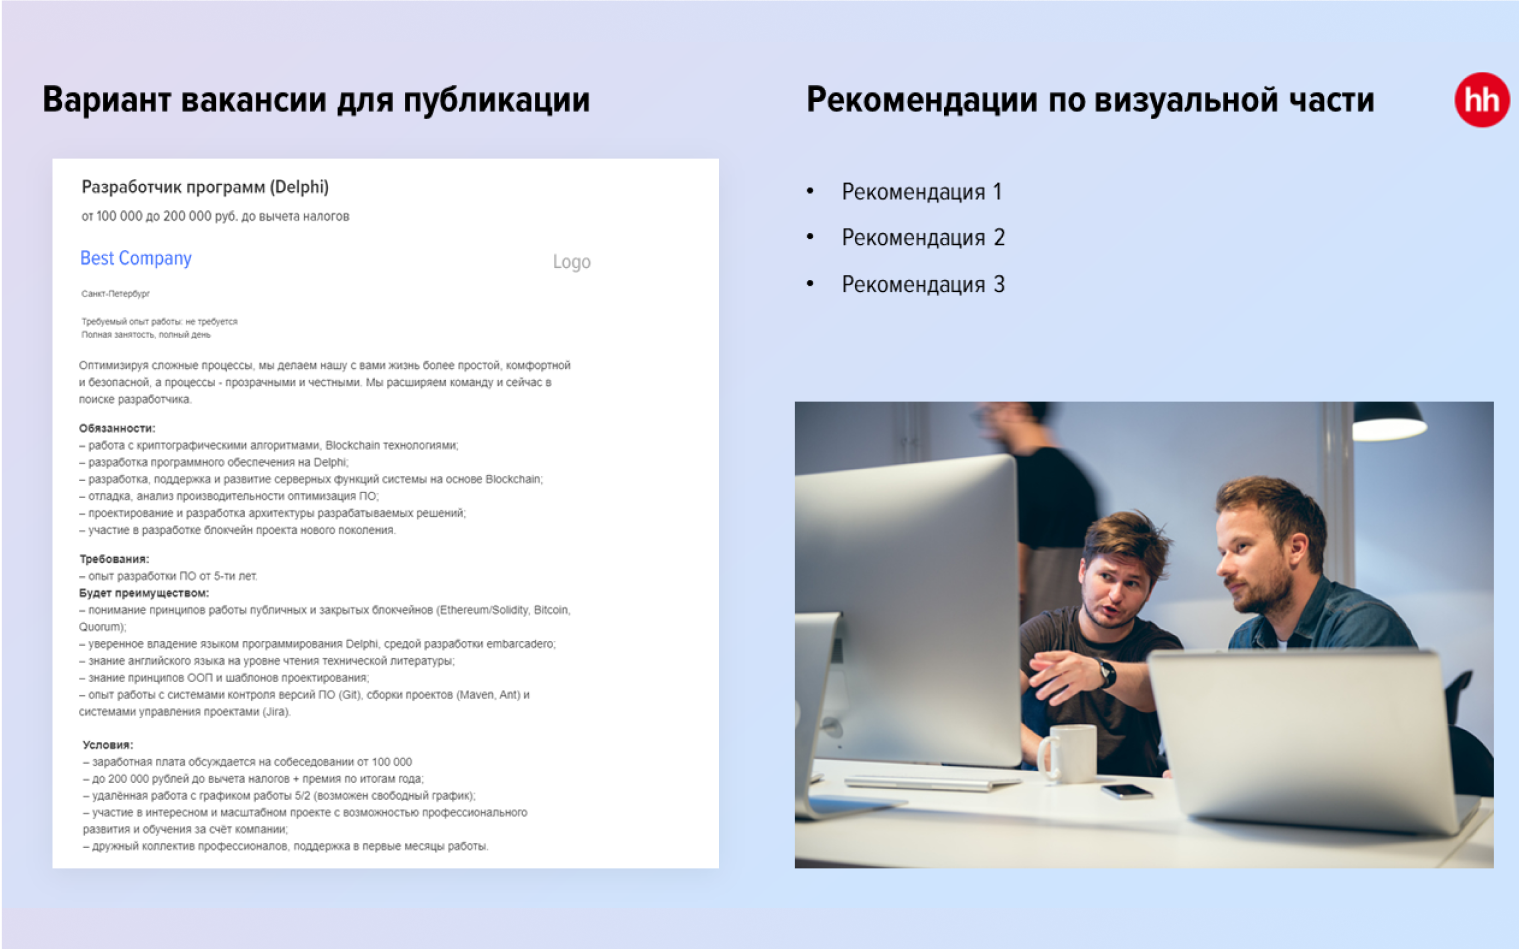 Вариант вакансии для публикации
Разработчик программ (Delphi)
от 100 000 до 200 000 руб. до вычета налогов
Best Company
Logo
Санкт-Петербург
Требуемый опыт работы: не требуется
Полная занятость, полный день
Оптимизируя сложные процессы, мы делаем нашу с вами жизнь более простой, комфортной
и безопасной, а процессы - прозрачными и честными. Мы расширяем команду и сейчас в
поиске разработчика.
Обязанности:
– работа с криптографическими алгоритмами, Blockchain технологиями;
– разработка программного обеспечения на Delphi;
– разработка, поддержка и развитие серверных функций системы на основе Blockchain;
– отладка, анализ производительности оптимизация ПО;
– проектирование и разработка архитектуры разрабатываемых решений;
– участие в разработке блокчейн проекта нового поколения.
Требования:
– опыт разработки ПО от 5-ти лет.
Будет преимуществом:
– понимание принципов работы публичных и закрытых блокчейнов (Ethereum/Solidity, Bitcoin,
Quorum);
– уверенное владение языком программирования Delphi, средой разработки embarcadero;
– знание английского языка на уровне чтения технической литературы;
– знание принципов ООП и шаблонов проектирования;
– опыт работы с системами контроля версий ПО (Git), сборки проектов (Maven, Ant) и
системами управления проектами (Jira).
Условия:
– заработная плата обсуждается на собеседовании от 100 000
– до 200 000 рублей до вычета налогов + премия по итогам года;
– удалённая работа с графиком работы 5/2 (возможен свободный график);
– участие в интересном и масштабном проекте с возможностью профессионального
развития и обучения за счёт компании;
– дружный коллектив профессионалов, поддержка в первые месяцы работы.
Рекомендации по визуальной части
hh
• Рекомендация 1
• Рекомендация 2
• Рекомендация 3